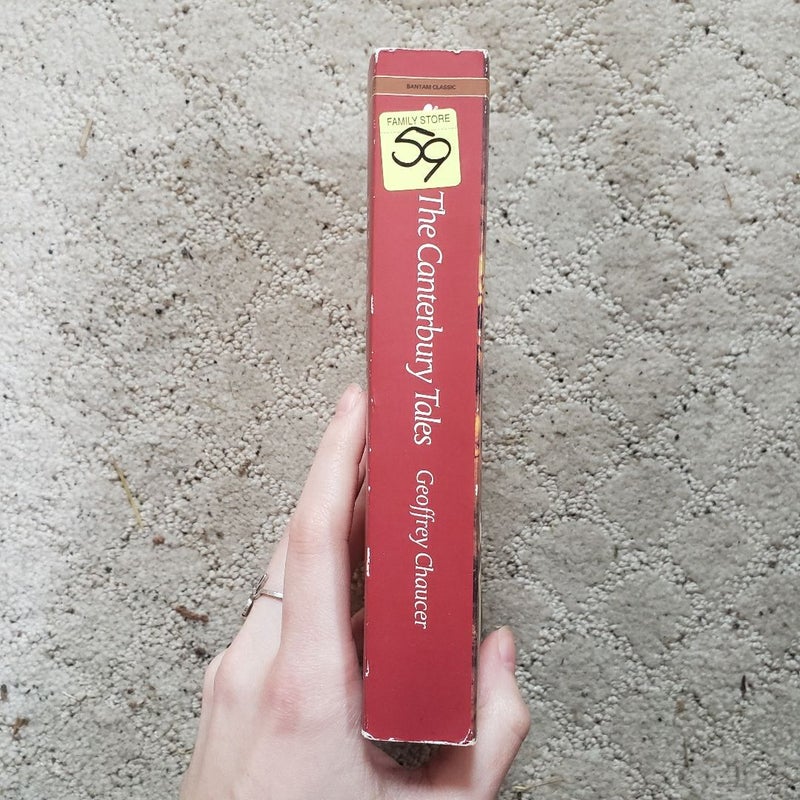 BANTAM CLASSIC
FAMILY STORE
59
The Canterbury Tales Geoffrey Chaucer